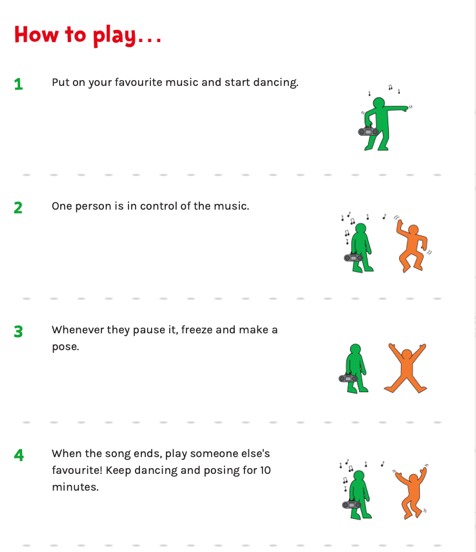 How to play...
1
Put on your favourite music and start dancing.
2
One person is in control of the music.
3
Whenever they pause it, freeze and make a
pose.
4
When the song ends, play someone else's
favourite! Keep dancing and posing for 10
minutes.